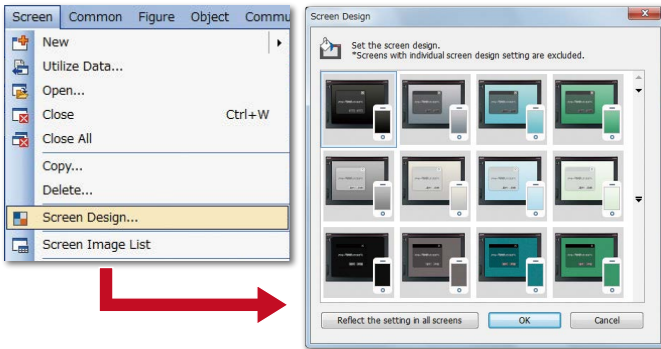 Screen Common Figure Object Commu
New
Utilize Data...
Open...
Close Ctrl+W
Close All
Copy...
Delete...
Screen Design...
Screen Image List
Screen Design
Set the screen design.
*Screens with individual screen design setting are excluded.
Reflect the setting in all screens OK Cancel